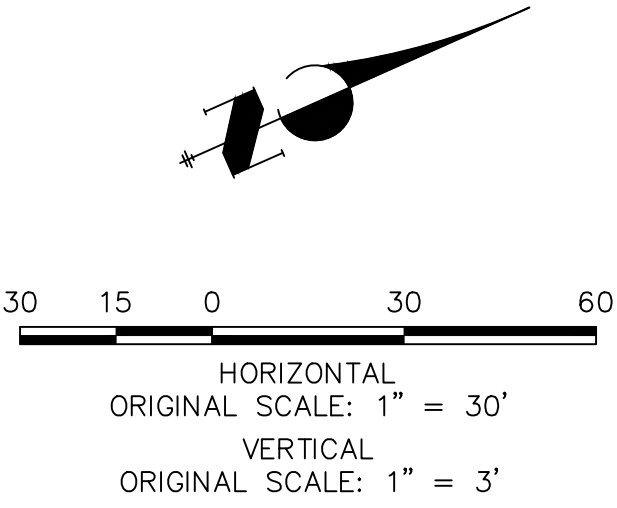 N
30 15 0 30 60
HORIZONTAL
ORIGINAL SCALE: 1" = 30'
VERTICAL
ORIGINAL SCALE: 1" = 3'